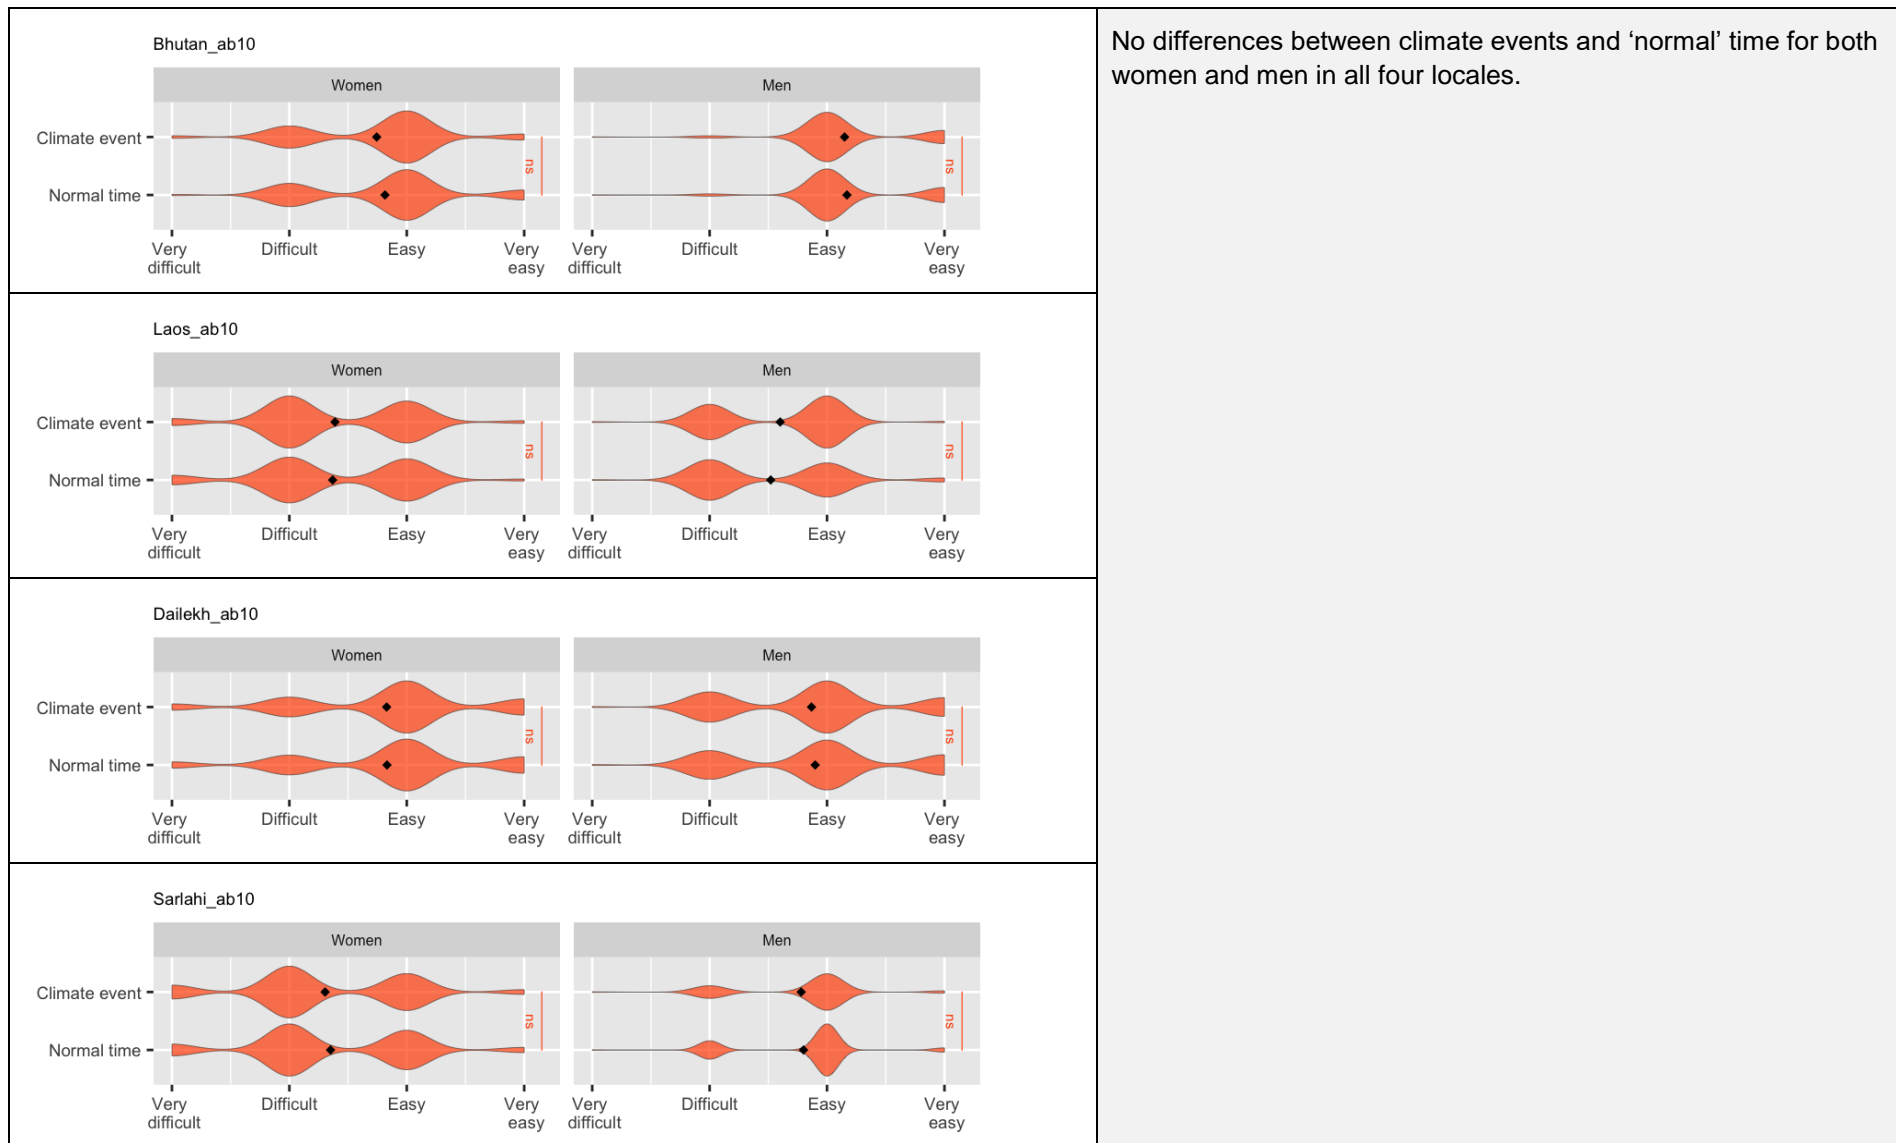 Bhutan_ab10
Women
Men
Climate event
ns
ns
Normal time
Very difficult
Difficult
Easy
Very easy
Very difficult
Difficult
Easy
Very easy
Laos_ab10
Women
Men
Climate event
ns
ns
Normal time
Very difficult
Difficult
Easy
Very easy
Very difficult
Difficult
Easy
Very easy
Dailekh_ab10
Women
Men
Climate event
ns
ns
Normal time
Very difficult
Difficult
Easy
Very easy
Very difficult
Difficult
Easy
Very easy
Sarlahi_ab10
Women
Men
Climate event
ns
ns
Normal time
Very difficult
Difficult
Easy
Very easy
Very difficult
Difficult
Easy
Very easy
No differences between climate events and ‘normal’ time for both
women and men in all four locales.